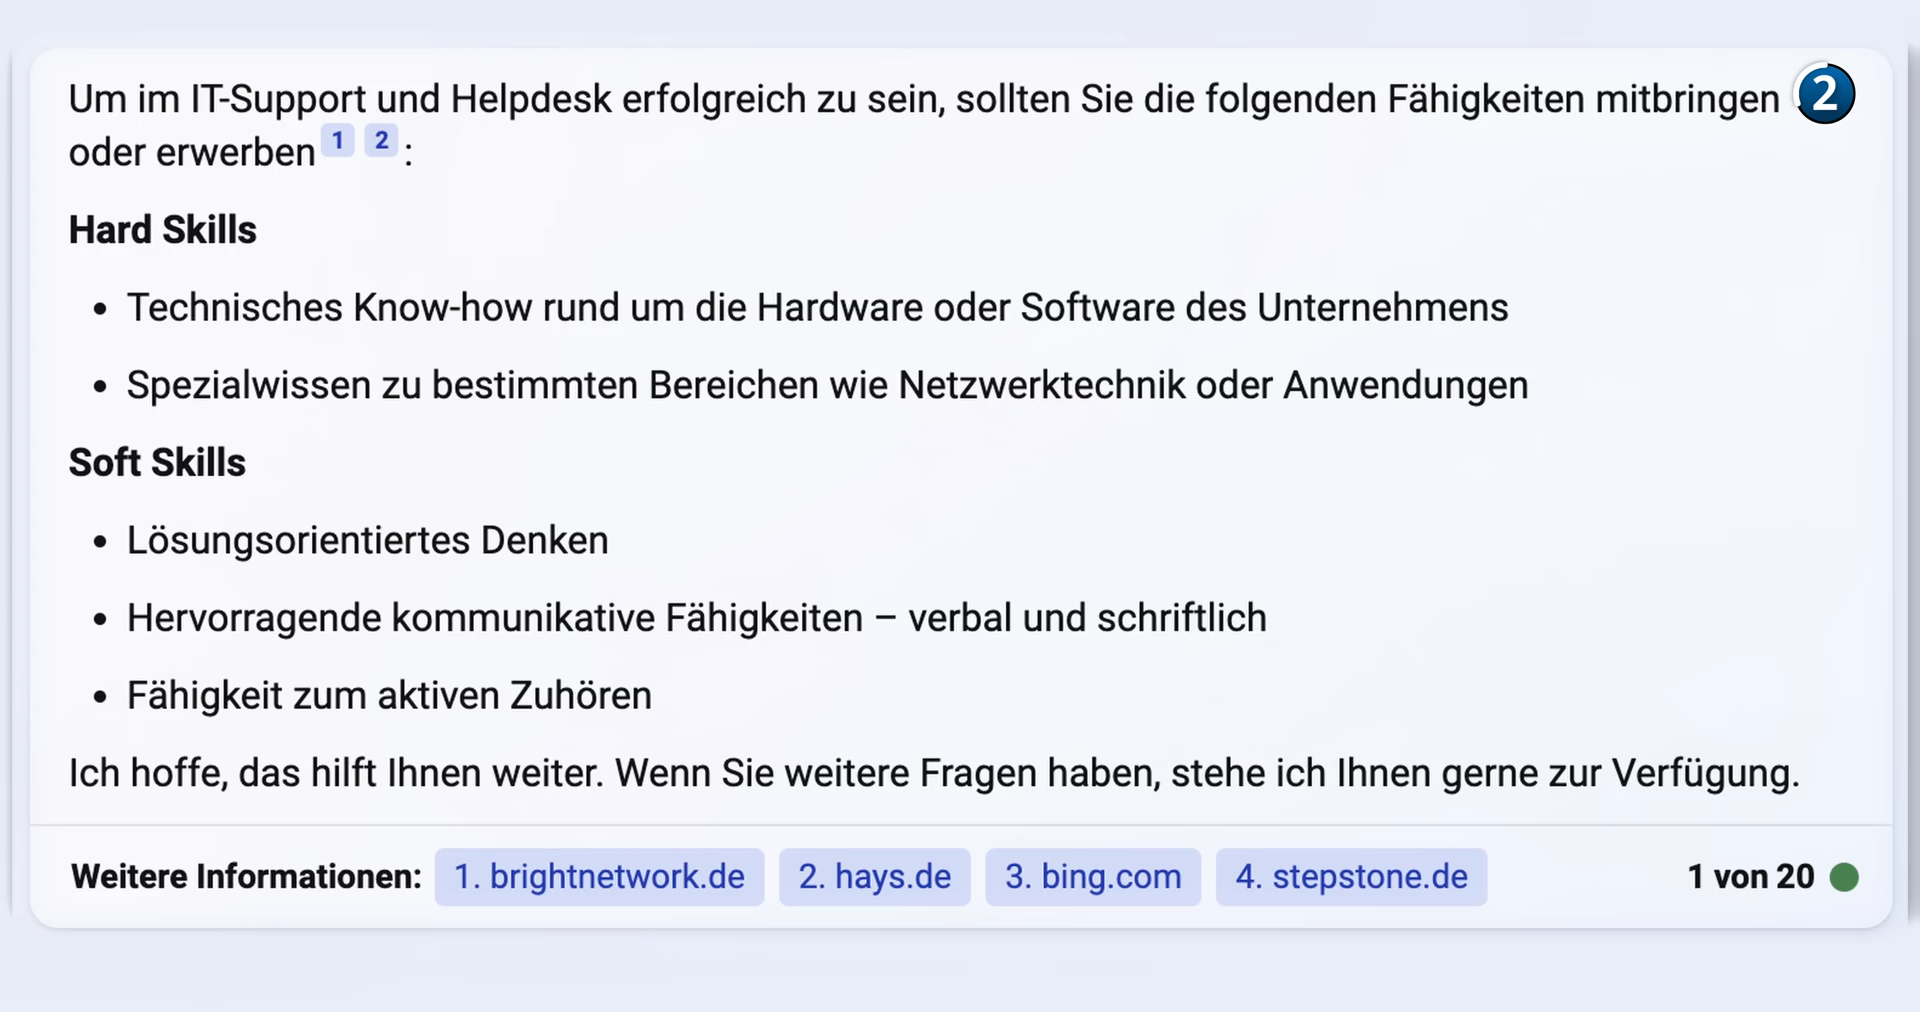 Um im IT-Support und Helpdesk erfolgreich zu sein, sollten Sie die folgenden Fähigkeiten mitbringen 2
oder erwerben 1 2 :
Hard Skills
• Technisches Know-how rund um die Hardware oder Software des Unternehmens
• Spezialwissen zu bestimmten Bereichen wie Netzwerktechnik oder Anwendungen
Soft Skills
• Lösungsorientiertes Denken
• Hervorragende kommunikative Fähigkeiten – verbal und schriftlich
• Fähigkeit zum aktiven Zuhören
Ich hoffe, das hilft Ihnen weiter. Wenn Sie weitere Fragen haben, stehe ich Ihnen gerne zur Verfügung.
Weitere Informationen: 1. brightnetwork.de 2. hays.de 3. bing.com 4. stepstone.de 1 von 20